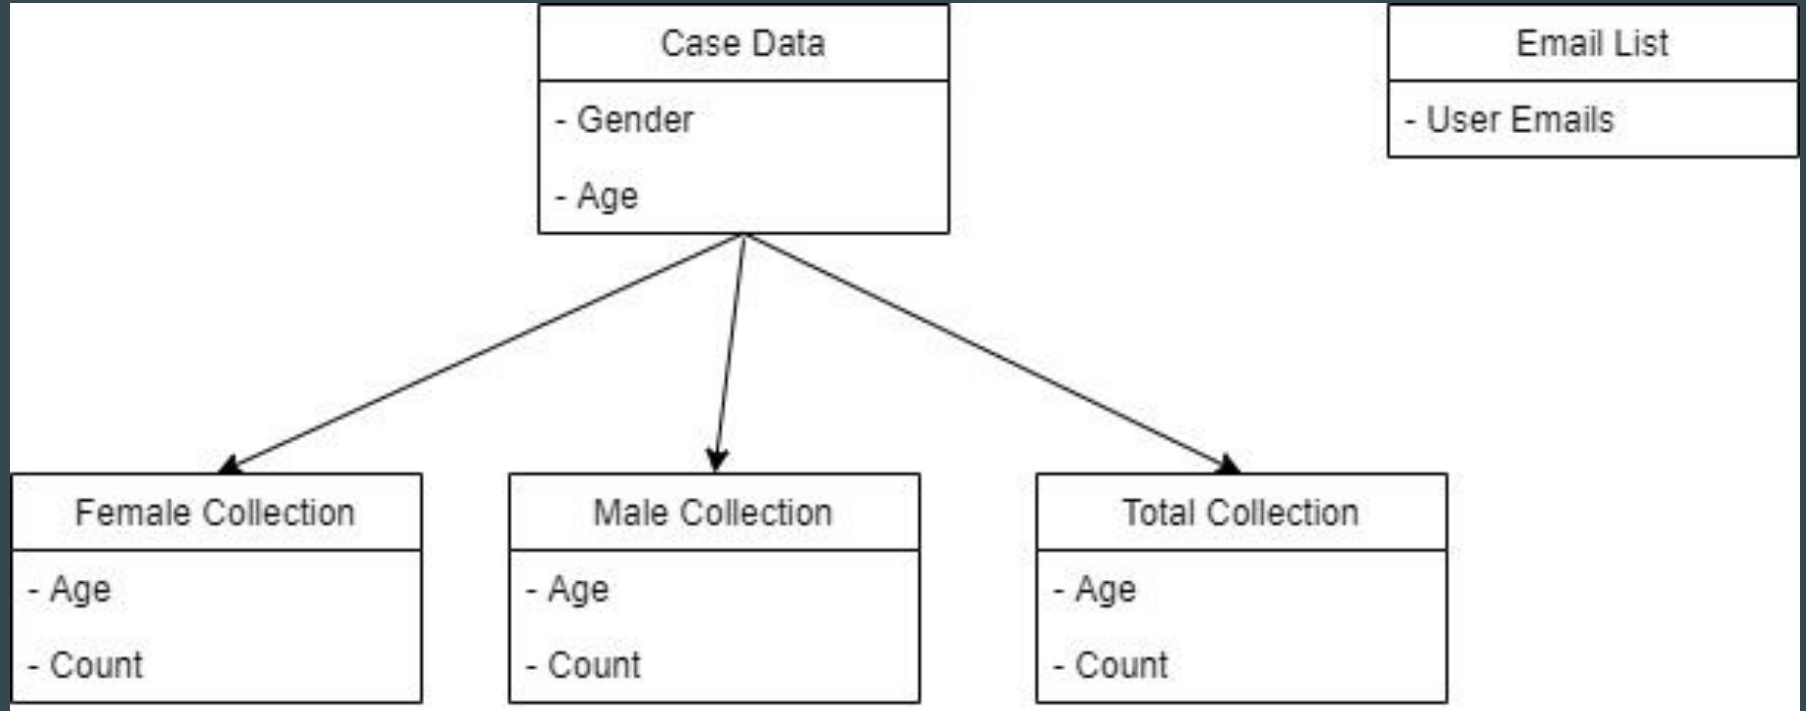 Case Data
- Gender
- Age
Email List
- User Emails
Female Collection
- Age
- Count
Male Collection
- Age
- Count
Total Collection
- Age
- Count